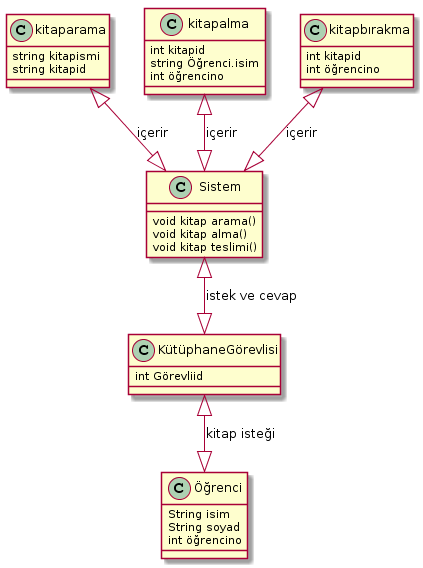 C kitaparama
string kitapismi
string kitapid
C kitapalma
int kitapid
string Öğrenci.isim
int öğrencino
C kitapbırakma
int kitapid
int öğrencino
içerir
içerir
içerir
C Sistem
void kitap arama()
void kitap alma()
void kitap teslimi()
istek ve cevap
C KütüphaneGörevlisi
int Görevliid
kitap isteği
C Öğrenci
String isim
String soyad
int öğrencino